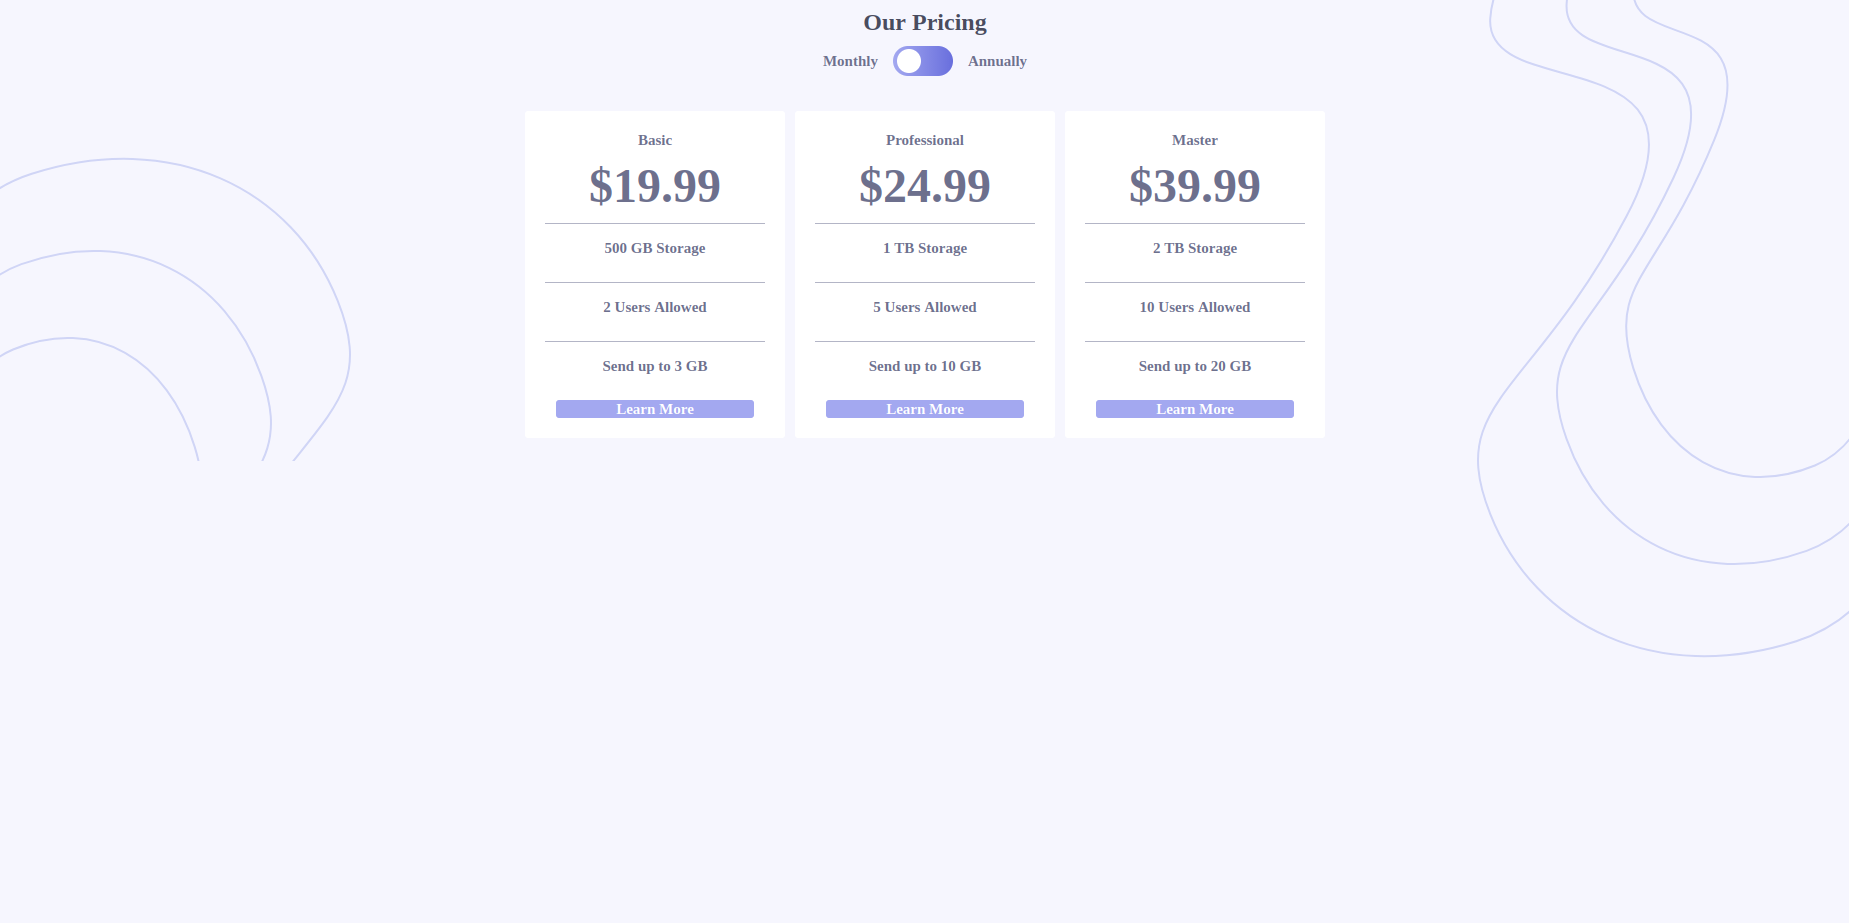 Our Pricing
Monthly Annually
Basic
$19.99
500 GB Storage
2 Users Allowed
Send up to 3 GB
Learn More
Professional
$24.99
1 TB Storage
5 Users Allowed
Send up to 10 GB
Learn More
Master
$39.99
2 TB Storage
10 Users Allowed
Send up to 20 GB
Learn More